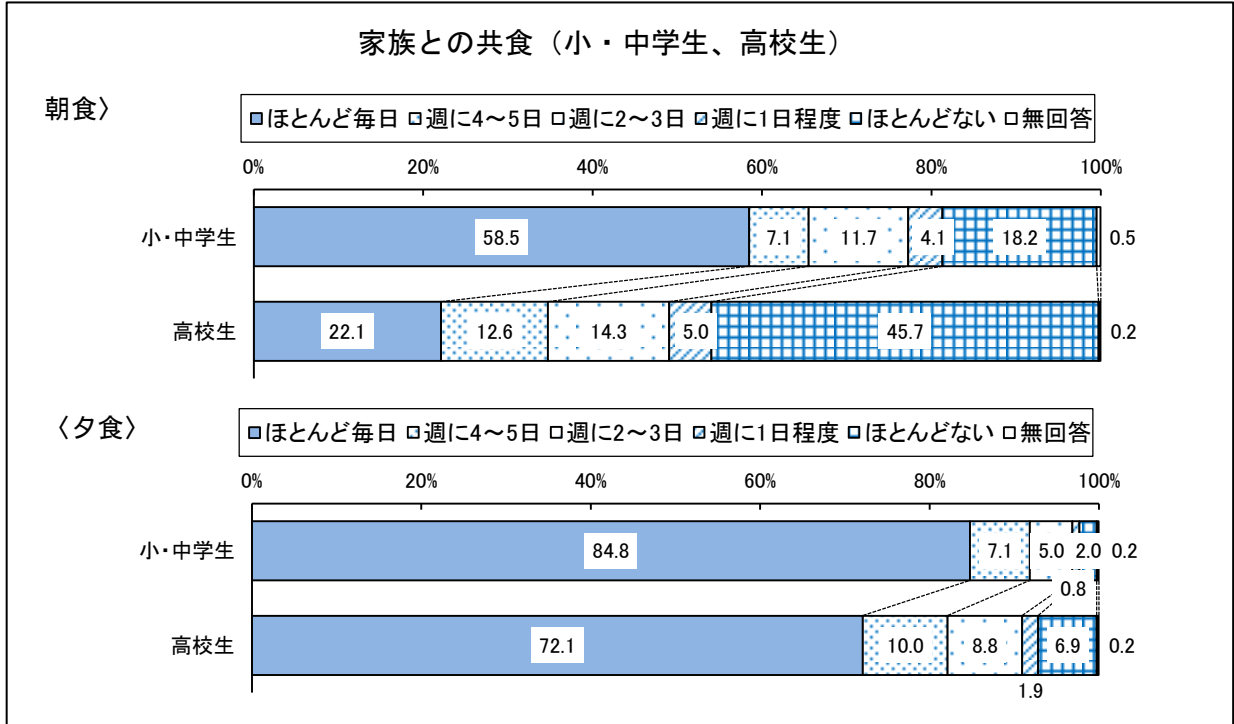 家族との共食（小・中学生、高校生）
朝食〉
ほとんど毎日 週に4～5日 週に2～3日 週に1日程度 ほとんどない 無回答
0% 20% 40% 60% 80% 100%
小・中学生 58.5 7.1 11.7 4.1 18.2 0.5
高校生 22.1 12.6 14.3 5.0 45.7 0.2
〈夕食〉
ほとんど毎日 週に4～5日 週に2～3日 週に1日程度 ほとんどない 無回答
0% 20% 40% 60% 80% 100%
小・中学生 84.8 7.1 5.0 2.0 0.2
0.8
高校生 72.1 10.0 8.8 6.9 0.2
1.9